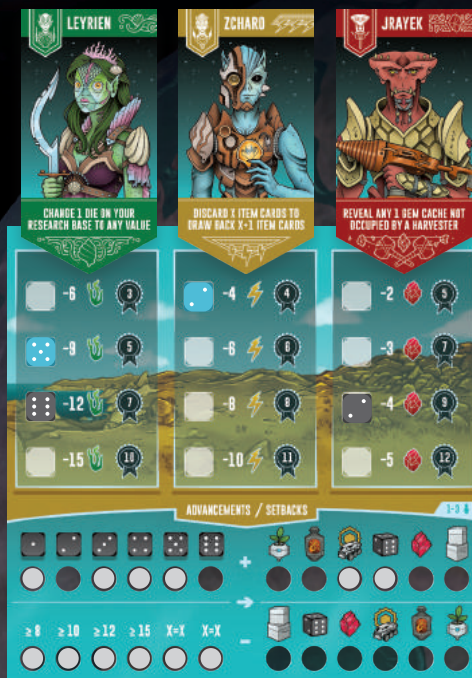 LEYRIEN
ZCHARO
JRAYEK
CHANGE 1 DIE ON YOUR
RESEARCH BASE TO ANY VALUE
DISCARD X ITEM CARDS TO
DRAW BACK X+1 ITEM CARDS
REVEAL ANY 1 GEM CACHE NOT
OCCUPIED BY A HARVESTER
-6 3
-4 4
-2 5
-9 5
-6 6
-3 7
-12 7
-8 8
-4 9
-15 10
-10 11
-5 12
ADVANCEMENTS / SETBACKS
1-3
+
≥8 ≥10 ≥12 ≥15 X=X X=X
-